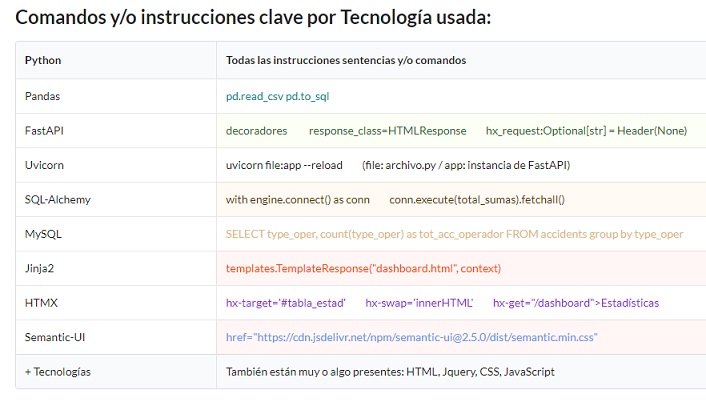 Comandos y/o instrucciones clave por Tecnología usada:
Python Todas las instrucciones sentencias y/o comandos
Pandas pd.read_csv pd.to_sql
FastAPI decoradores response_class=HTMLResponse hx_request:Optional[str] = Header(None)
Uvicorn uvicorn file:app --reload (file: archivo.py / app: instancia de FastAPI)
SQL-Alchemy with engine.connect() as conn conn.execute(total_sumas).fetchall()
MySQL SELECT type_oper, count(type_oper) as tot_acc_operador FROM accidents group by type_oper
Jinja2 templates.TemplateResponse("dashboard.html", context)
HTMX hx-target='#tabla_estad' hx-swap='innerHTML' hx-get="/dashboard">Estadísticas
Semantic-UI href="https://cdn.jsdelivr.net/npm/semantic-ui@2.5.0/dist/semantic.min.css"
+ Tecnologías También están muy o algo presentes: HTML, Jquery, CSS, JavaScript